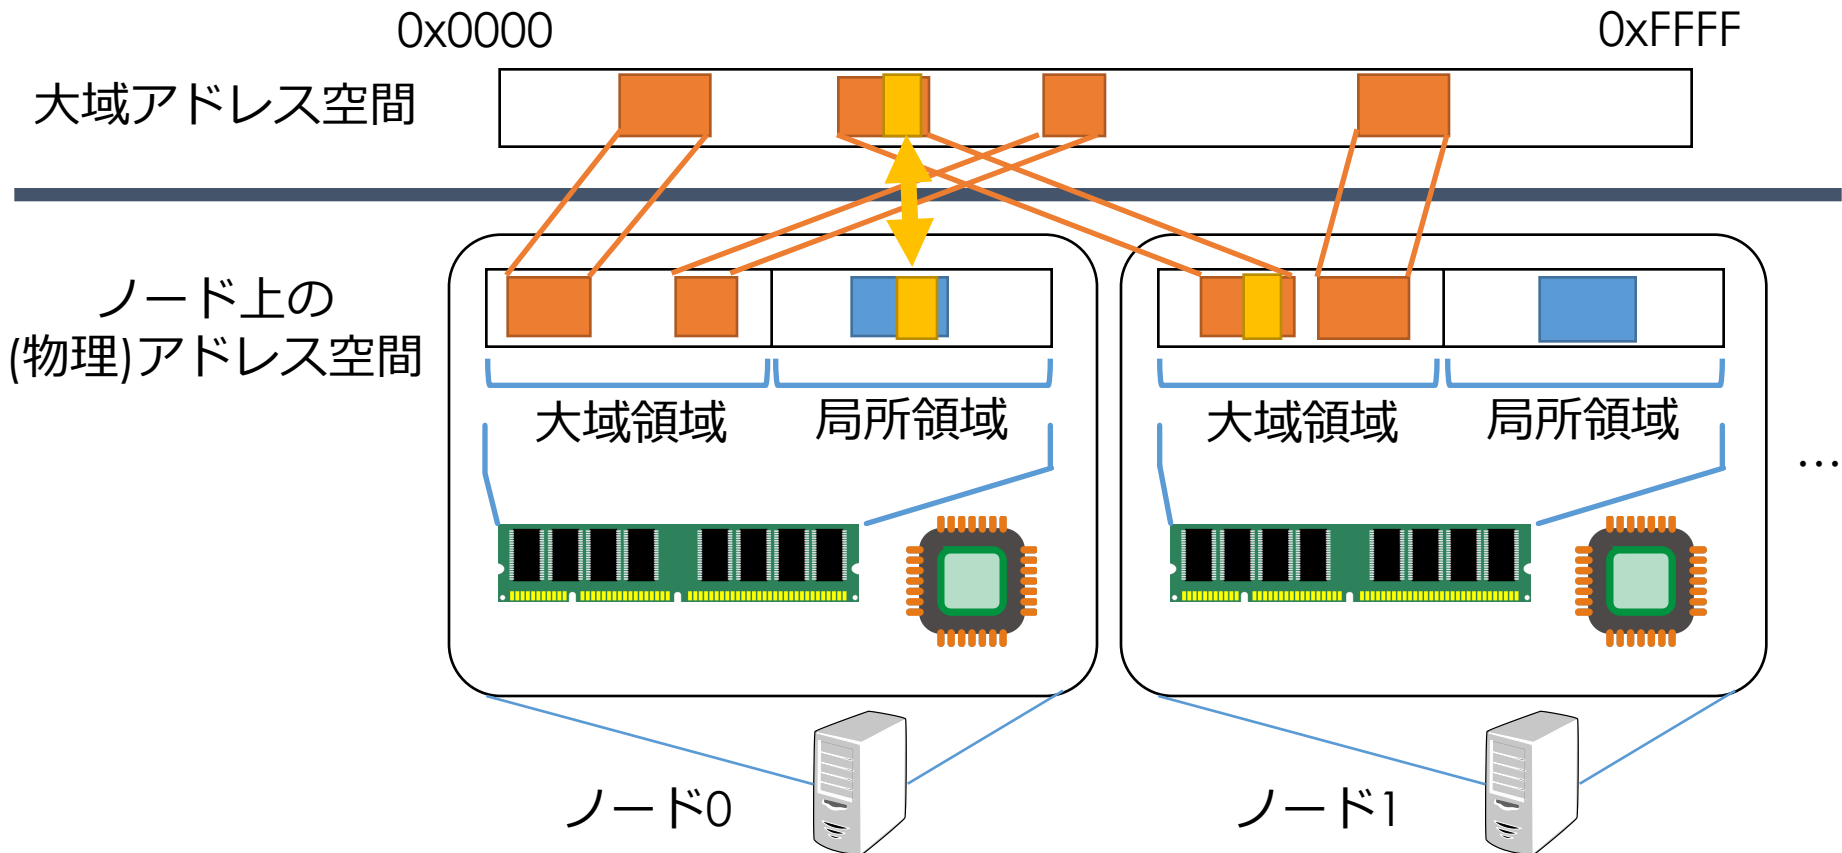 0x0000
0xFFFF
大域アドレス空間
ノード上の
(物理)アドレス空間
大域領域
局所領域
大域領域
局所領域
…
ノード0
ノード1